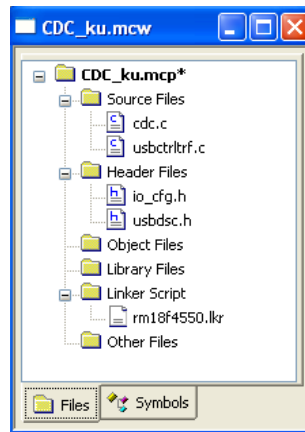 CDC_ku.mcw
CDC_ku.mcp*
Source Files
cdc.c
usbctrltrf.c
Header Files
io_cfg.h
usbdsc.h
Object Files
Library Files
Linker Script
rm18f4550.lkr
Other Files
Files Symbols